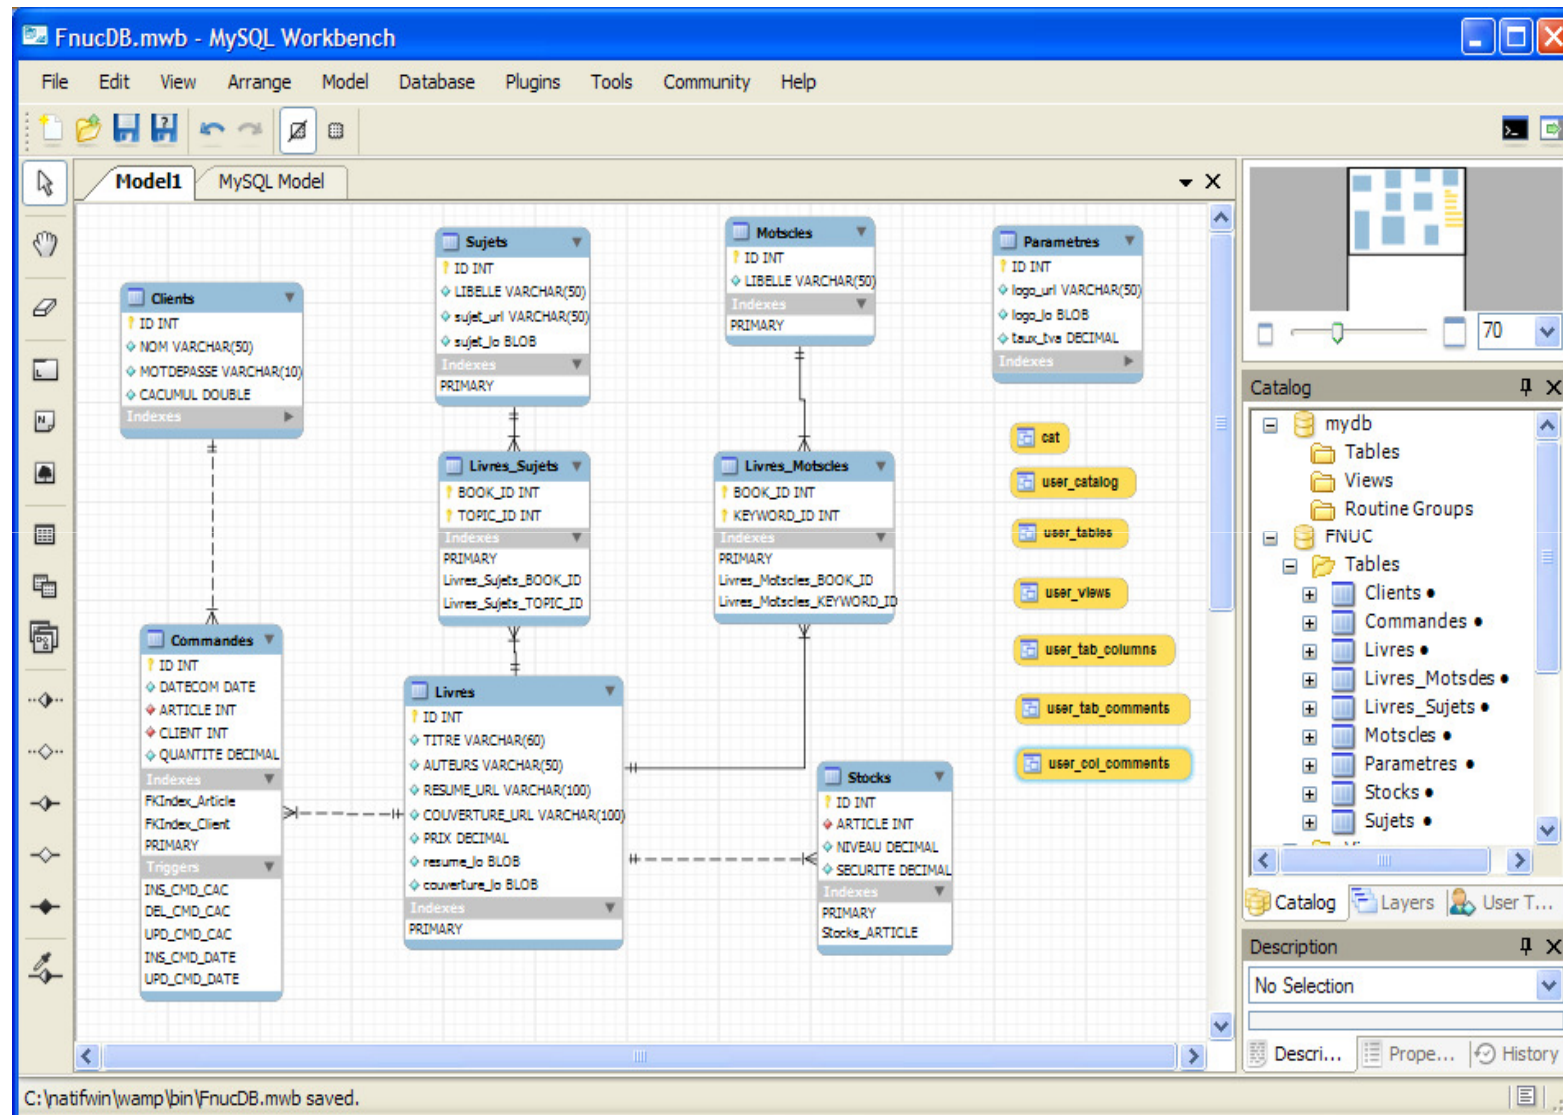 FnucDB.mwb - MySQL Workbench
File Edit View Arrange Model Database Plugins Tools Community Help
Model1
MySQL Model
Clients
ID INT
NOM VARCHAR(50)
MOTDEPASSE VARCHAR(10)
CACUMUL DOUBLE
Indexes
Sujets
ID INT
LIBELLE VARCHAR(50)
sujet_url VARCHAR(50)
sujet_lo BLOB
Indexes
PRIMARY
Motscles
ID INT
LIBELLE VARCHAR(50)
Indexes
PRIMARY
Parametres
ID INT
logo_url VARCHAR(50)
logo_lo BLOB
taux_tva DECIMAL
Indexes
Livres_Sujets
BOOK_ID INT
TOPIC_ID INT
Indexes
PRIMARY
Livres_Sujets_BOOK_ID
Livres_Sujets_TOPIC_ID
Livres_Motscles
BOOK_ID INT
KEYWORD_ID INT
Indexes
PRIMARY
Livres_Motscles_BOOK_ID
Livres_Motscles_KEYWORD_ID
cat
user_catalog
user_tables
user_views
user_tab_columns
user_tab_comments
user_col_comments
Commandes
ID INT
DATECOM DATE
ARTICLE INT
CLIENT INT
QUANTITE DECIMAL
Indexes
FKIndex_Article
FKIndex_Client
PRIMARY
Triggers
INS_CMD_CAC
DEL_CMD_CAC
UPD_CMD_CAC
INS_CMD_DATE
UPD_CMD_DATE
Livres
ID INT
TITRE VARCHAR(60)
AUTEURS VARCHAR(50)
RESUME_URL VARCHAR(100)
COUVERTURE_URL VARCHAR(100)
PRIX DECIMAL
resume_lo BLOB
couverture_lo BLOB
Indexes
PRIMARY
Stocks
ID INT
ARTICLE INT
NIVEAU DECIMAL
SECURITE DECIMAL
Indexes
PRIMARY
Stocks_ARTICLE
70
Catalog
mydb
Tables
Views
Routine Groups
FNUC
Tables
Clients
Commandes
Livres
Livres_Motscles
Livres_Sujets
Motscles
Parametres
Stocks
Sujets
Catalog Layers User T...
Description
No Selection
Descri... Prope... History
C:\natifwin\wamp\bin\FnucDB.mwb saved.